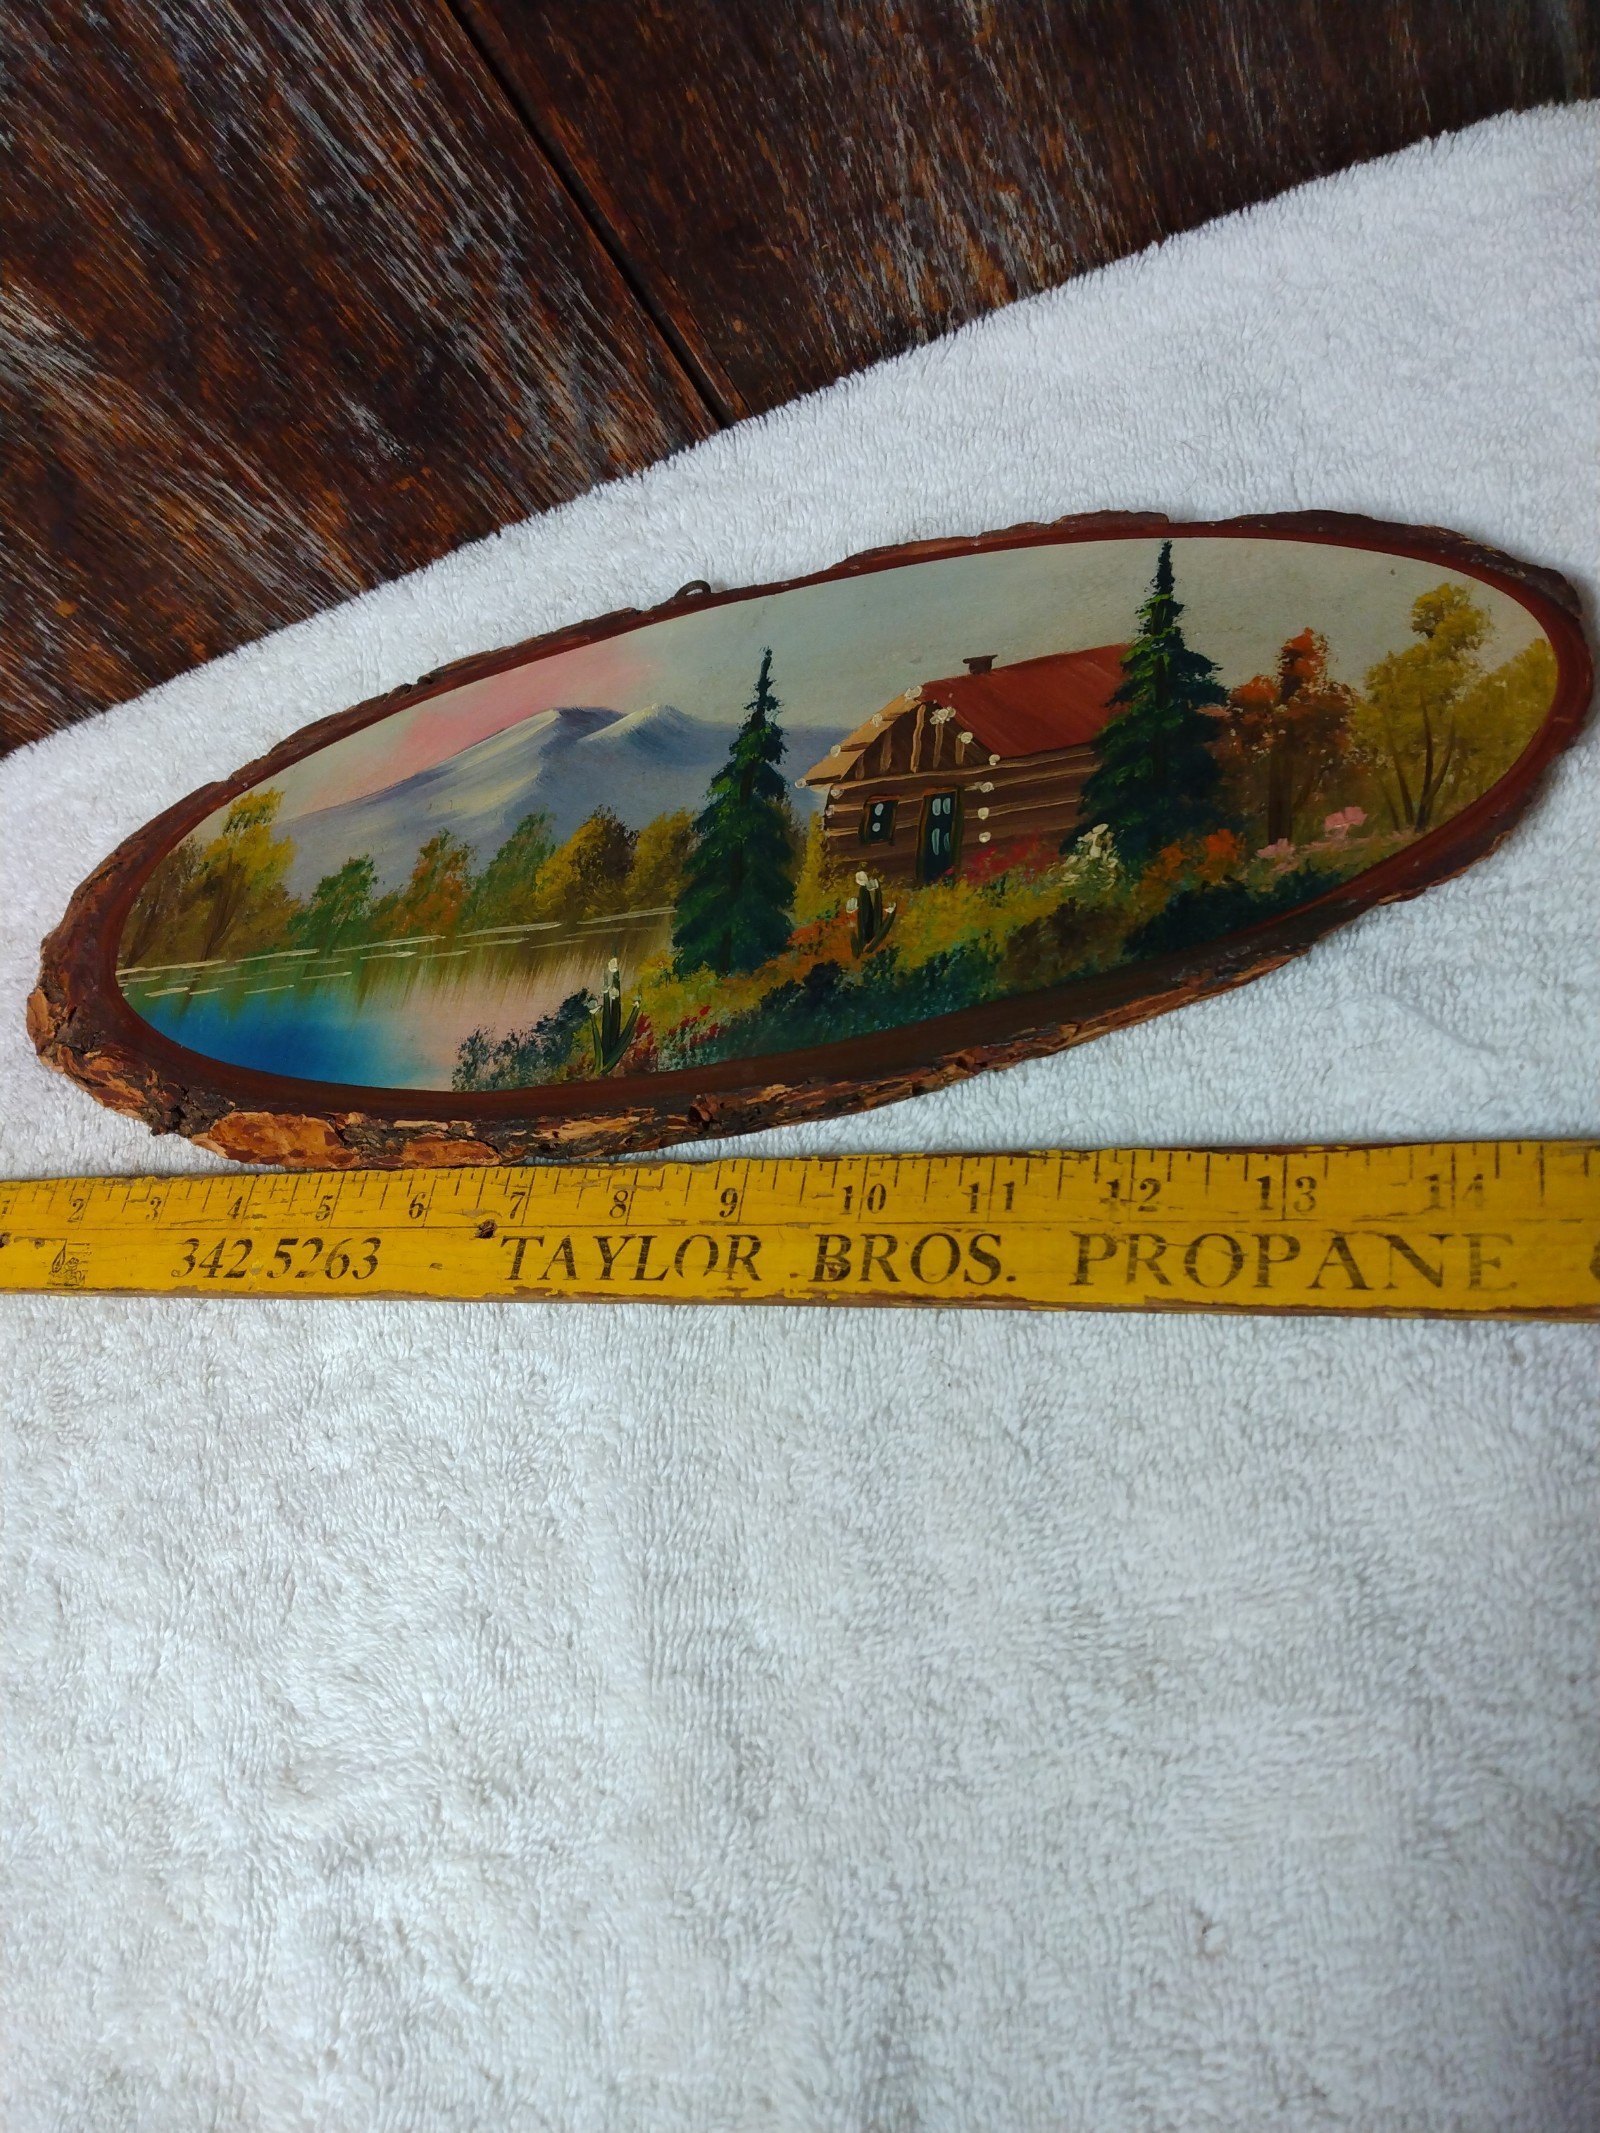 1 2 3 4 5 6 7 8 9 10 11 12 13 14
342-5263 TAYLOR BROS. PROPANE